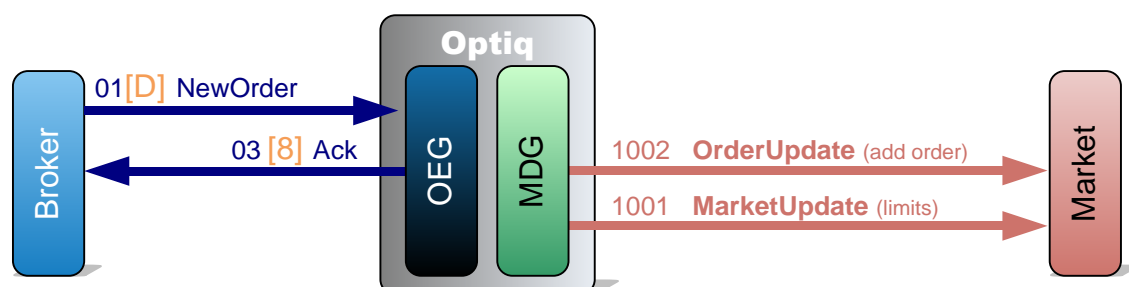 Optiq
Broker
01[D] NewOrder
03 [8] Ack
OEG
MDG
1002 OrderUpdate (add order)
1001 MarketUpdate (limits)
Market